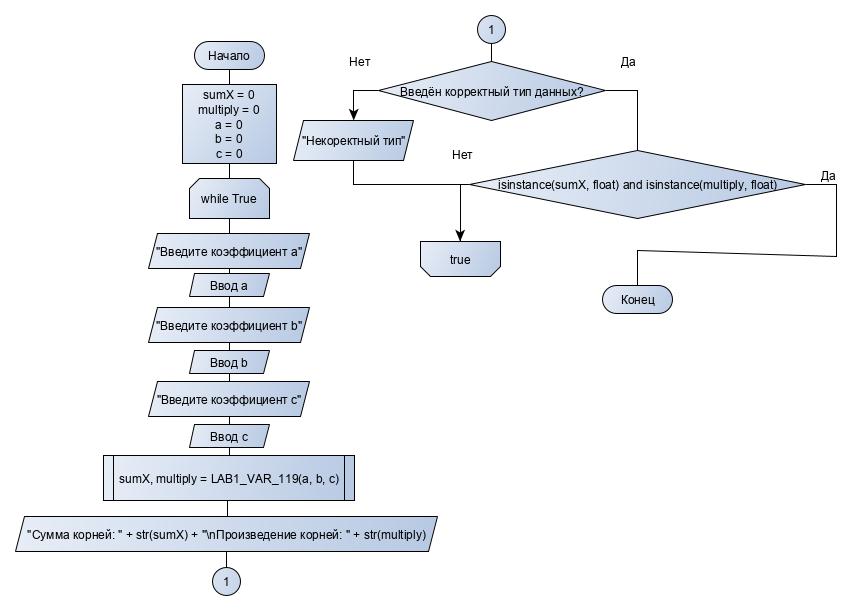 Начало
sumX = 0
multiply = 0
a = 0
b = 0
c = 0
while True
"Введите коэффициент a"
Ввод a
"Введите коэффициент b"
Ввод b
"Введите коэффициент c"
Ввод c
sumX, multiply = LAB1_VAR_119(a, b, c)
"Сумма корней: " + str(sumX) + "\nПроизведение корней: " + str(multiply)
1
1
Нет
Да
Введён корректный тип данных?
"Некоректный тип"
Нет
Да
isinstance(sumX, float) and isinstance(multiply, float)
true
Конец